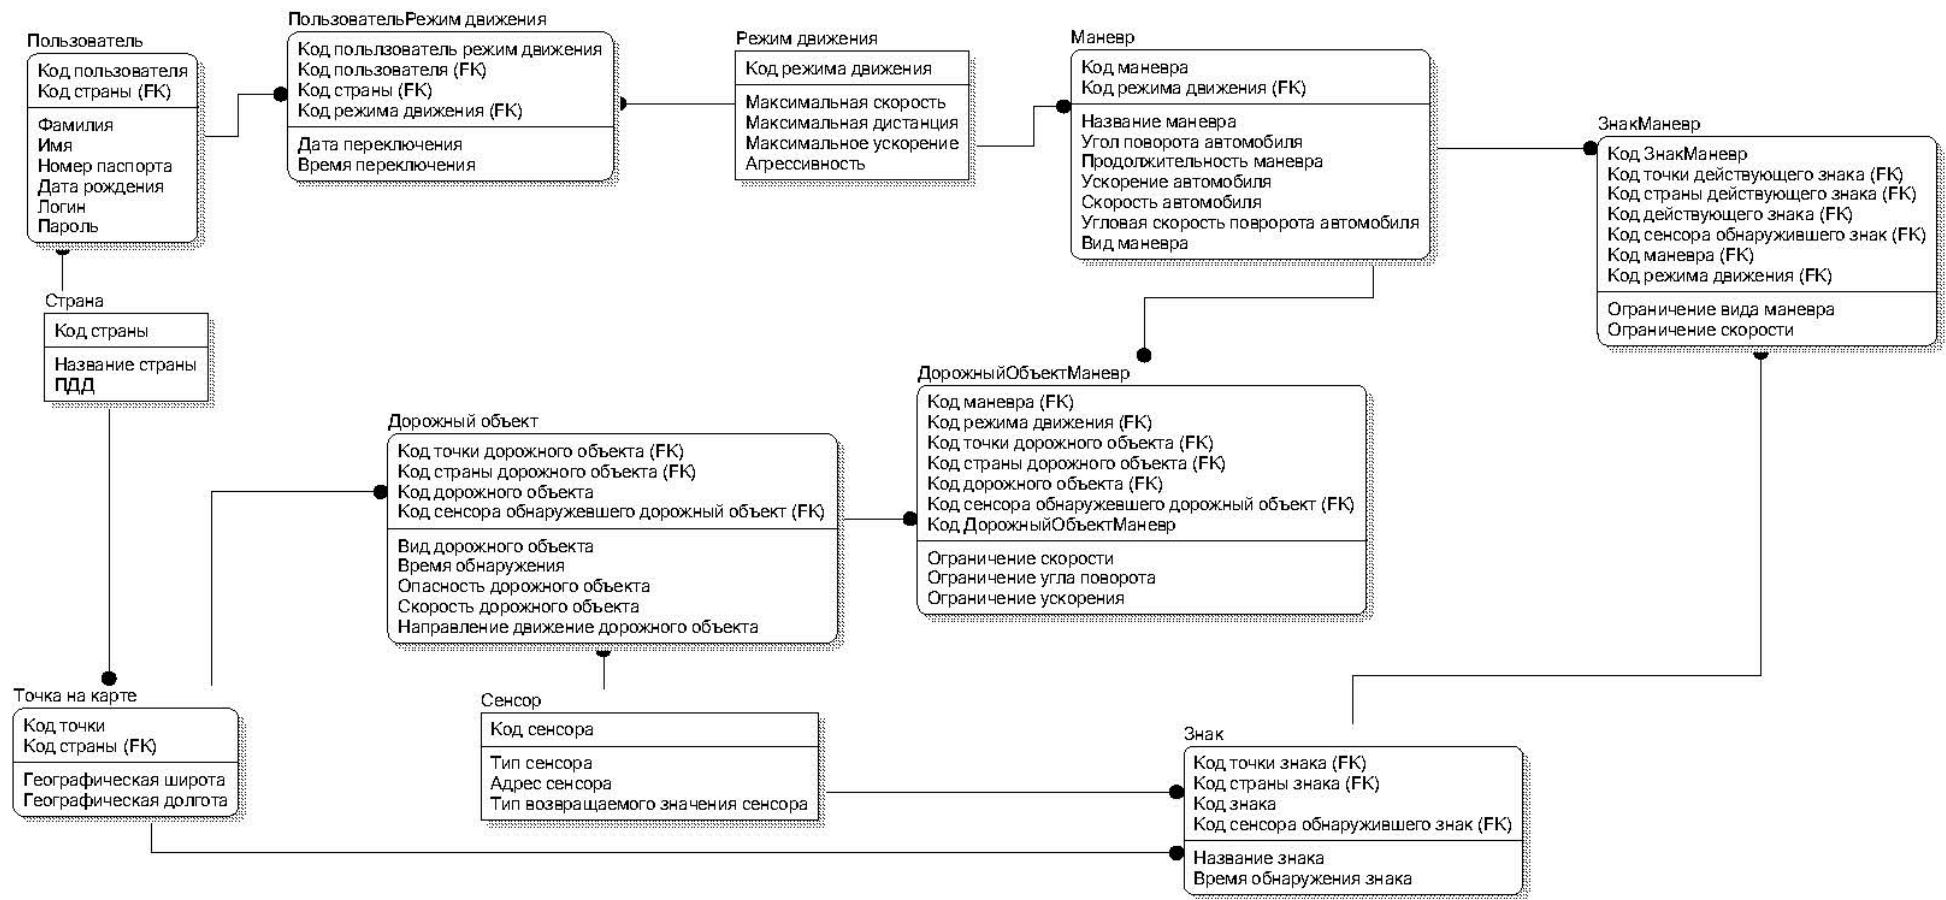 Пользователь
Код пользователя
Код страны (FK)
Фамилия
Имя
Номер паспорта
Дата рождения
Логин
Пароль
ПользовательРежим движения
Код пользователь режим движения
Код пользователя (FK)
Код страны (FK)
Код режима движения (FK)
Дата переключения
Время переключения
Режим движения
Код режима движения
Максимальная скорость
Максимальная дистанция
Максимальное ускорение
Агрессивность
Маневр
Код маневра
Код режима движения (FK)
Название маневра
Угол поворота автомобиля
Продолжительность маневра
Ускорение автомобиля
Скорость автомобиля
Угловая скорость повророта автомобиля
Вид маневра
ЗнакМаневр
Код ЗнакМаневр
Код точки действующего знака (FK)
Код страны действующего знака (FK)
Код действующего знака (FK)
Код сенсора обнаружившего знак (FK)
Код маневра (FK)
Код режима движения (FK)
Ограничение вида маневра
Ограничение скорости
Страна
Код страны
Название страны
ПДД
Дорожный объект
Код точки дорожного объекта (FK)
Код страны дорожного объекта (FK)
Код дорожного объекта
Код сенсора обнаружевшего дорожный объект (FK)
Вид дорожного объекта
Время обнаружения
Опасность дорожного объекта
Скорость дорожного объекта
Направление движение дорожного объекта
ДорожныйОбъектМаневр
Код маневра (FK)
Код режима движения (FK)
Код точки дорожного объекта (FK)
Код страны дорожного объекта (FK)
Код дорожного объекта (FK)
Код сенсора обнаружевшего дорожный объект (FK)
Код ДорожныйОбъектМаневр
Ограничение скорости
Ограничение угла поворота
Ограничение ускорения
Точка на карте
Код точки
Код страны (FK)
Географическая широта
Географическая долгота
Сенсор
Код сенсора
Тип сенсора
Адрес сенсора
Тип возвращаемого значения сенсора
Знак
Код точки знака (FK)
Код страны знака (FK)
Код знака
Код сенсора обнаружившего знак (FK)
Название знака
Время обнаружения знака